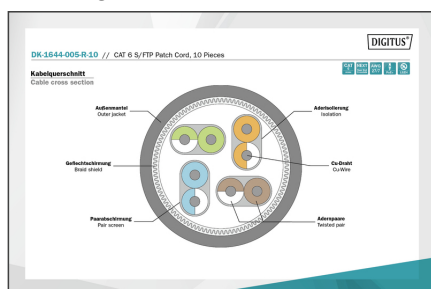 DIGITUS®
DK-1644-005-R-10 // CAT 6 S/FTP Patch Cord, 10 Pieces
Kabelquerschnitt
Cable cross section
Außenmantel
Outer jacket
Aderisolierung
Isolation
Geflechtschirmung
Braid shield
Cu-Draht
Cu-Wire
Paarabschirmung
Pair screen
Aderpaare
Twisted pair